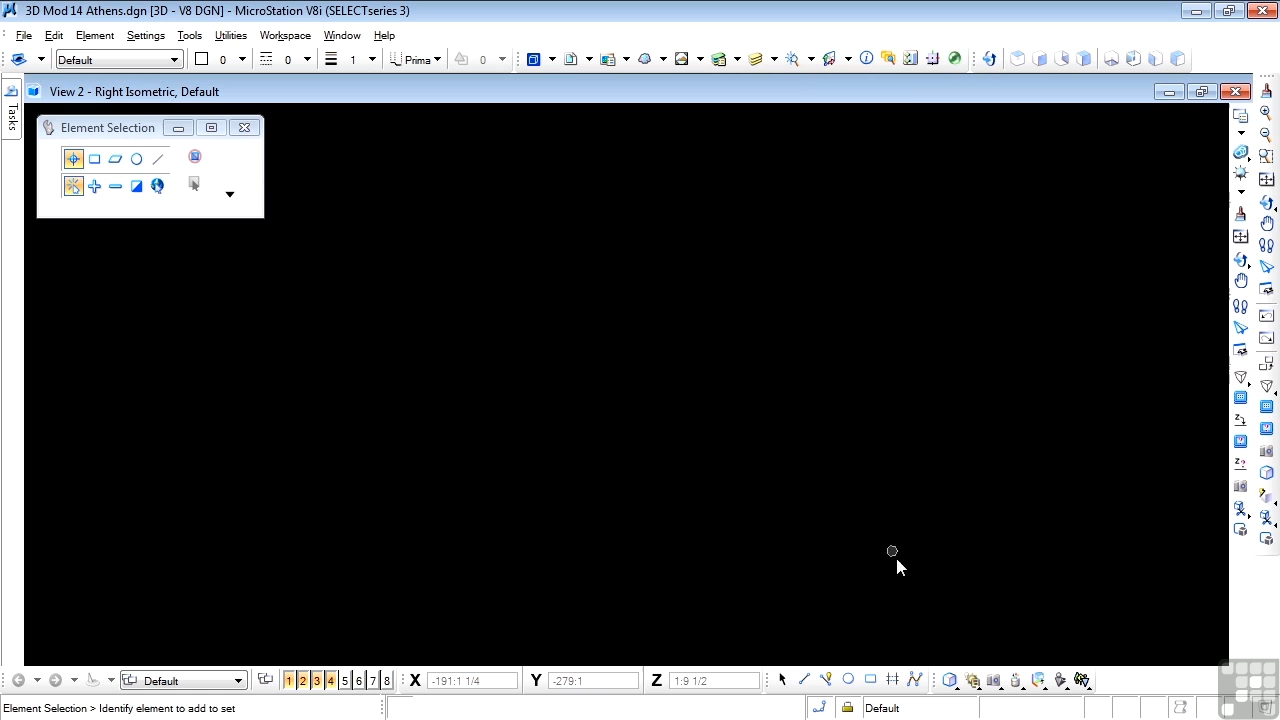 3D Mod 14 Athens.dgn [3D - V8 DGN] - MicroStation V8i (SELECTseries 3)
File Edit Element Settings Tools Utilities Workspace Window Help
Default 0 0 1 Prima 0
View 2 - Right Isometric, Default
Tasks
Element Selection
Default 1 2 3 4 5 6 7 8 X -191:1 1/4 Y -279:1 Z 1:9 1/2
Element Selection > Identify element to add to set
Default